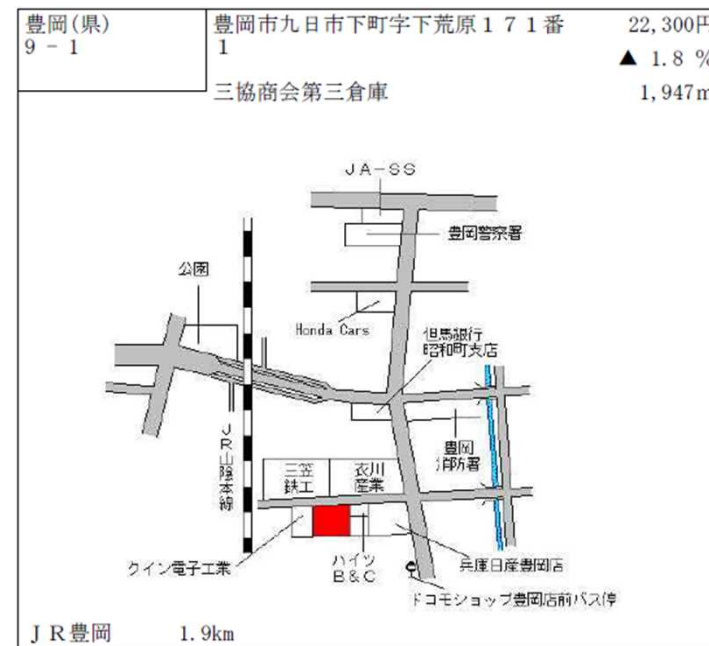 豊岡(県)
9 - 1
豊岡市九日市下町字下荒原１７１番
1
22,300円
▲ 1.8 %
三協商会第三倉庫
1,947㎡
ＪＡ-ＳＳ
豊岡警察署
公園
Honda Cars
但馬銀行
昭和町支店
ＪＲ山陰本線
豊岡
消防署
三笠
鉄工
衣川
産業
クイン電子工業
ハイツ
Ｂ＆Ｃ
兵庫日産豊岡店
ドコモショップ豊岡店前バス停
ＪＲ豊岡
1.9km